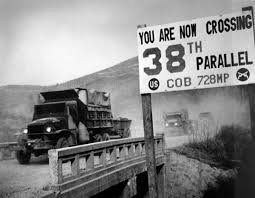 YOU ARE NOW CROSSING
38TH
PARALLEL
US COB 728MP